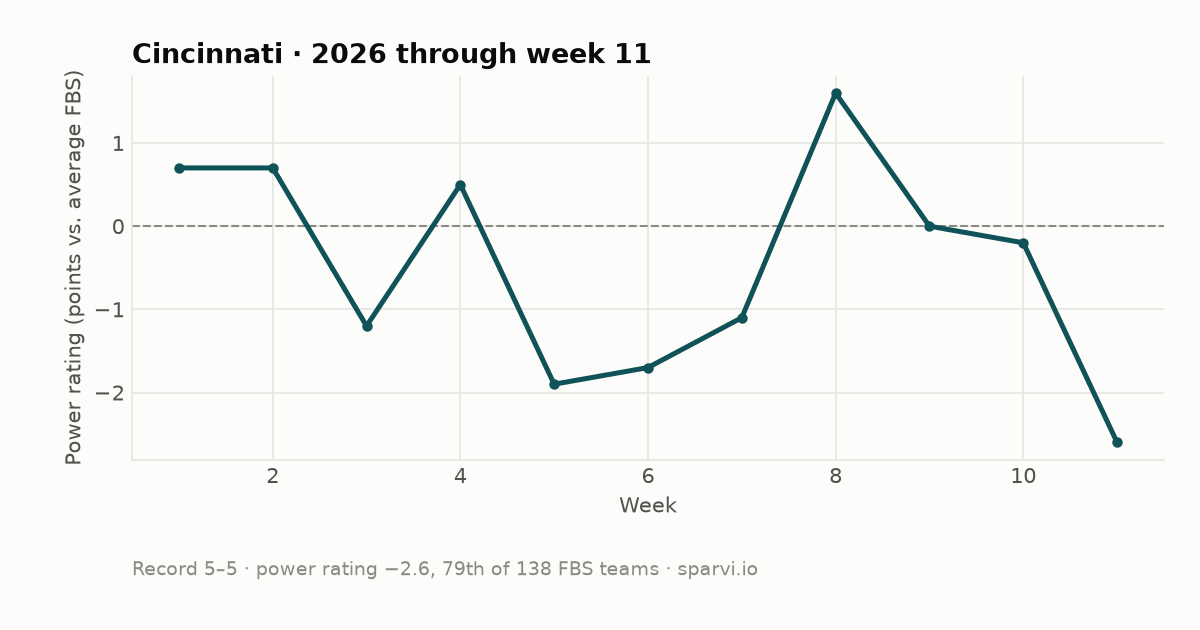 Cincinnati · 2026 through week 11
Power rating (points vs. average FBS)
1
0
−1
−2
2 4 6 8 10
Week
Record 5–5 · power rating −2.6, 79th of 138 FBS teams · sparvi.io